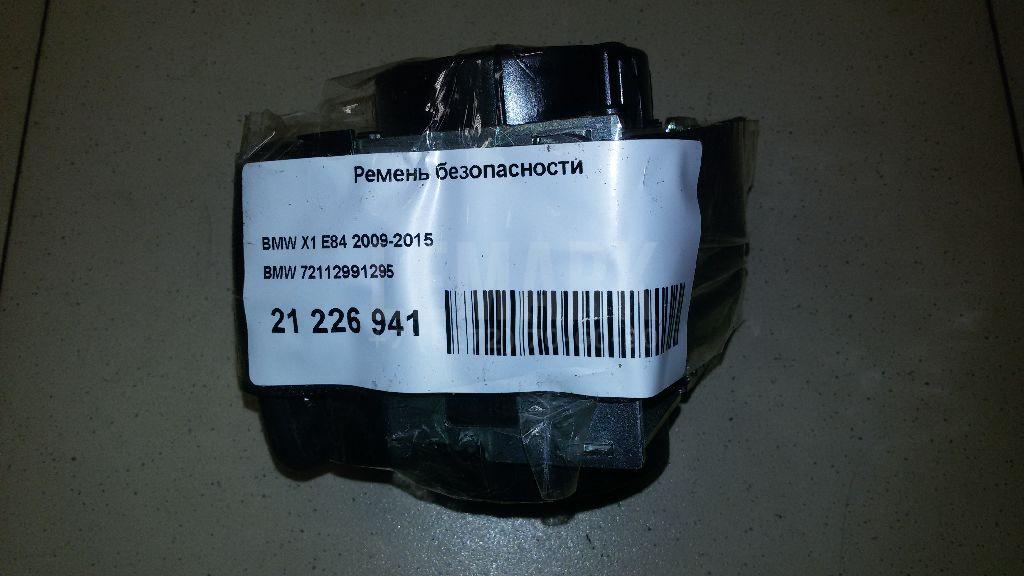 Ремень безопасности
BMW X1 E84 2009-2015
BMW 72112991295
21 226 941